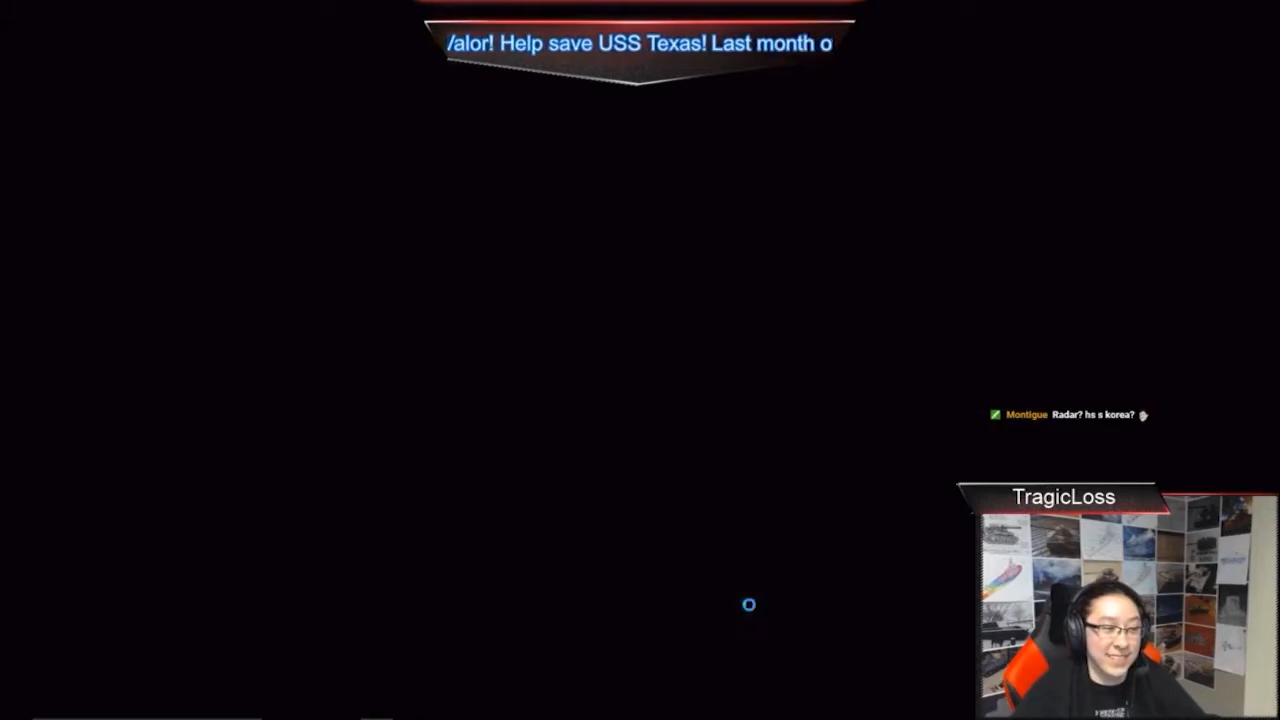 /alor! Help save USS Texas! Last month o
Montigue Radar? hs s korea?
TragicLoss